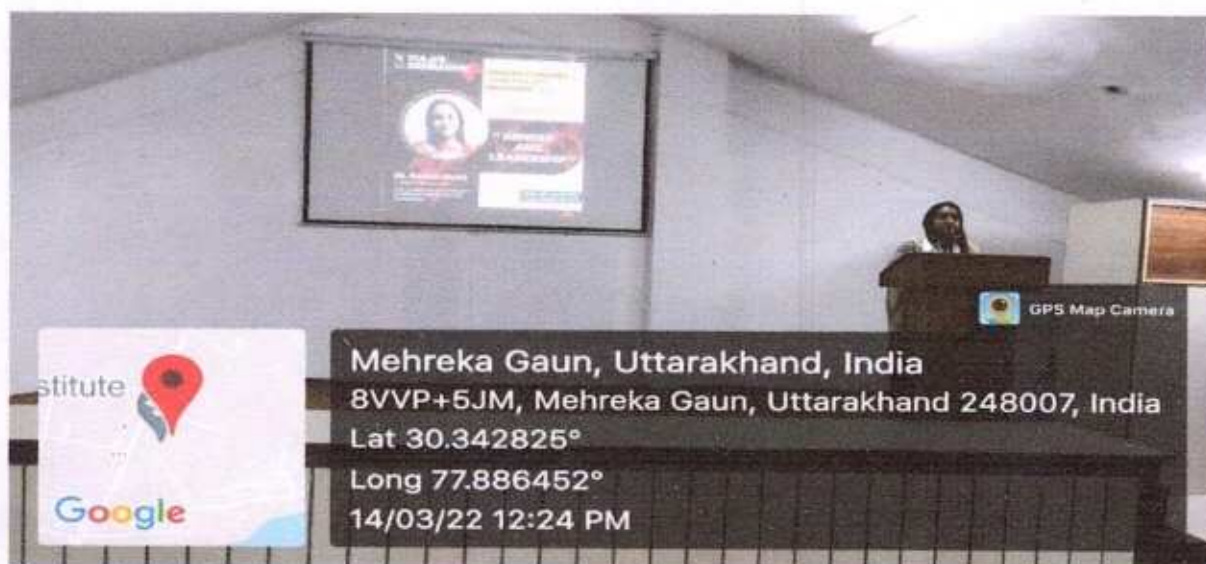 LEADERSHIP
GPS Map Camera
stitute
Google
Mehreka Gaun, Uttarakhand, India
8VVP+5JM, Mehreka Gaun, Uttarakhand 248007, India
Lat 30.342825°
Long 77.886452°
14/03/22 12:24 PM